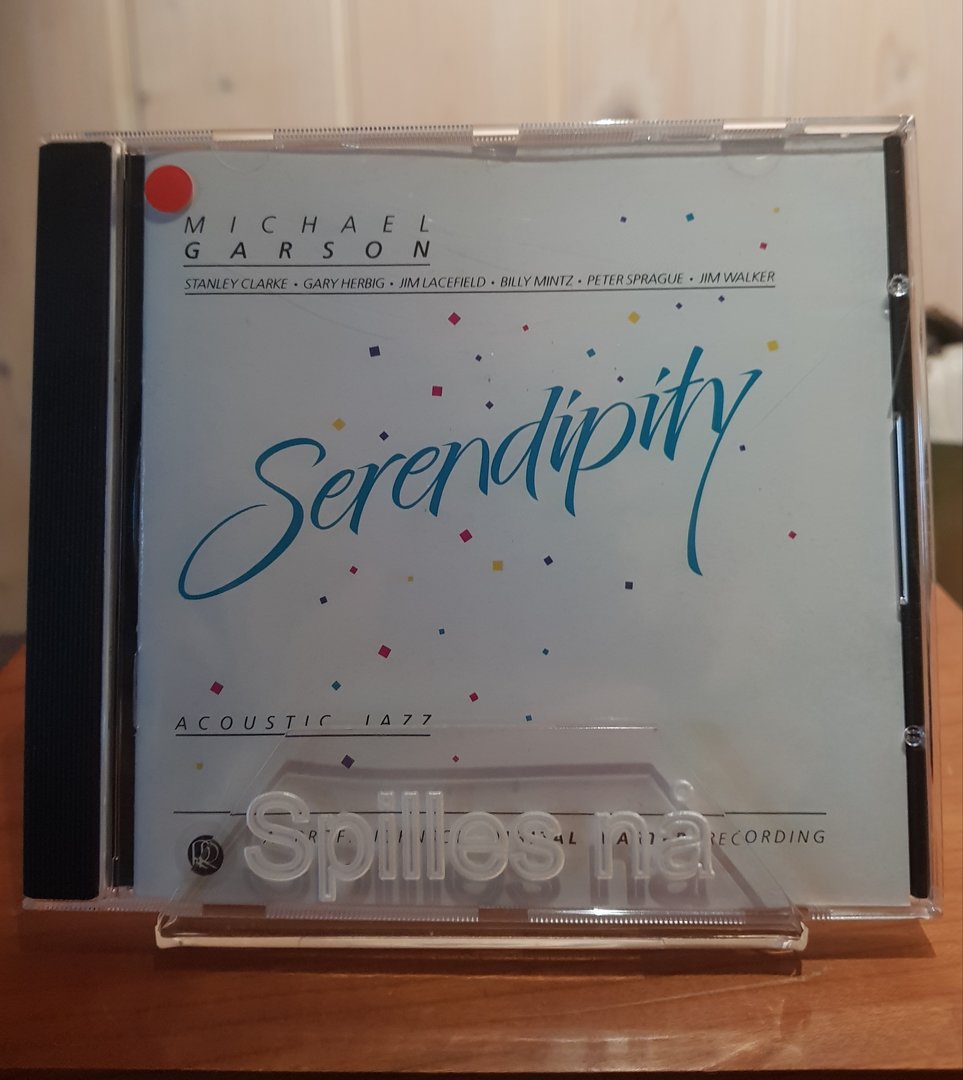 MICHAEL
GARSON
STANLEY CLARKE • GARY HERBIG • JIM LACEFIELD • BILLY MINTZ • PETER SPRAGUE • JIM WALKER
Serendipity
ACOUSTIC JAZZ
RECORDING
Spilles nå